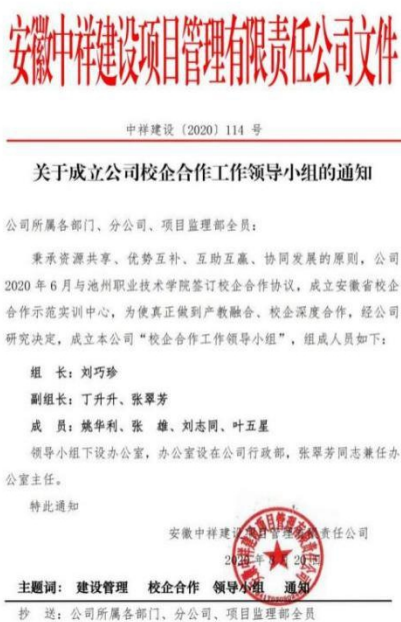 安徽中祥建设项目管理有限责任公司文件
中祥建设〔2020〕114 号
关于成立公司校企合作工作领导小组的通知
公司所属各部门、分公司、项目监理部全员：
秉承资源共享、优势互补、互助互赢、协同发展的原则，公司
2020 年 6 月与池州职业技术学院签订校企合作协议，成立安徽省校企
合作示范实训中心，为使真正做到产教融合、校企深度合作，经公司
研究决定，成立本公司“校企合作工作领导小组”，组成人员如下：
组 长：刘巧珍
副组长：丁升升、张翠芳
成 员：姚华利、张 雄、刘志同、叶五星
领导小组下设办公室，办公室设在公司行政部，张翠芳同志兼任办
公室主任。
特此通知
安徽中祥建设项目管理有限责任公司
2020 年 月 20
主题词： 建设管理 校企合作 领导小组 通知
抄 送：公司所属各部门、分公司、项目监理部全员